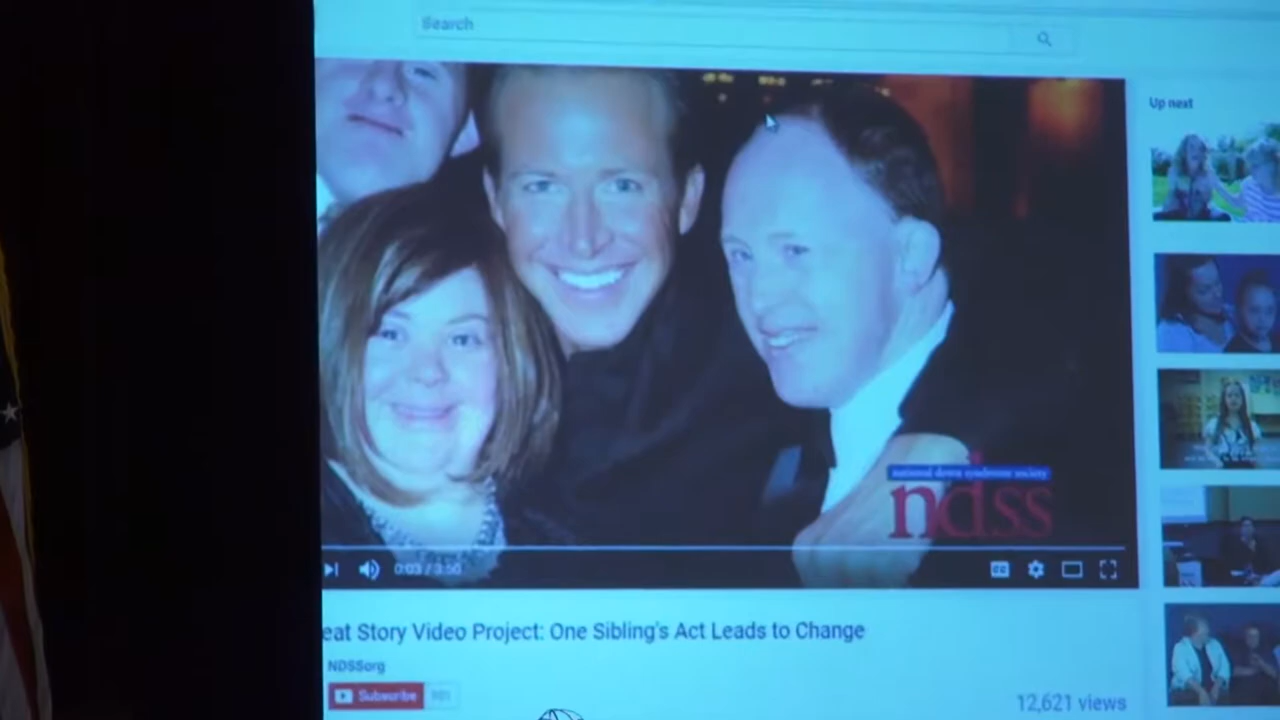 Search
Up next
national down syndrome society
ndss
0:03 / 3:50
CC
eat Story Video Project: One Sibling's Act Leads to Change
NDSSorg
Subscribe
12,621 views